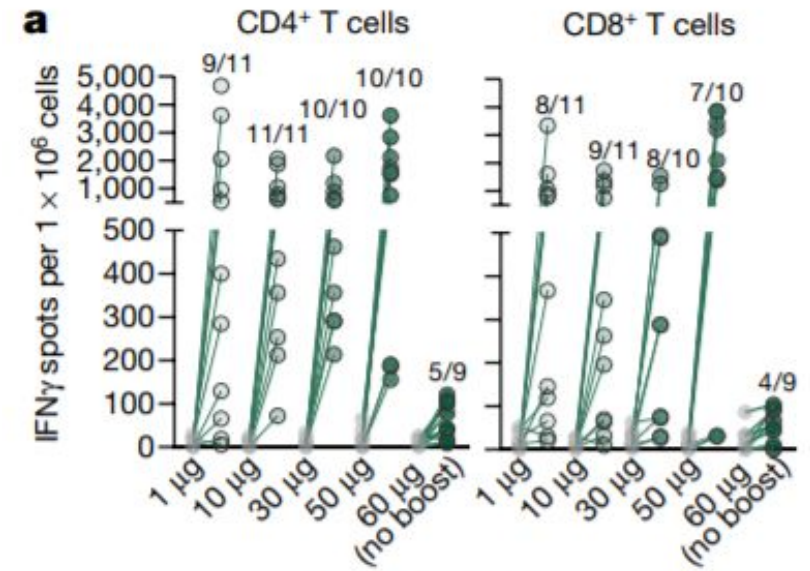 a
CD4⁺ T cells
CD8⁺ T cells
IFNγ spots per 1 × 10⁶ cells
5,000
4,000
3,000
2,000
1,000
500
400
300
200
100
0
9/11
11/11
10/10
10/10
5/9
8/11
9/11
8/10
7/10
4/9
1 μg
10 μg
30 μg
50 μg
60 μg
(no boost)
1 μg
10 μg
30 μg
50 μg
60 μg
(no boost)